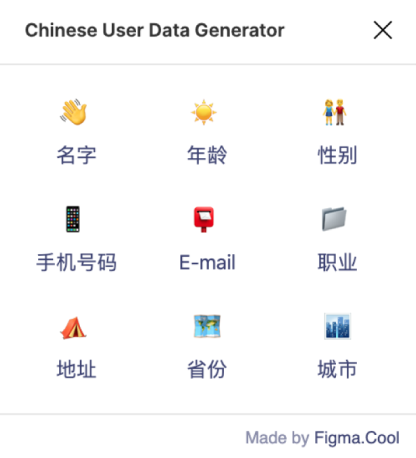 Chinese User Data Generator
名字 年龄 性别
手机号码 E-mail 职业
地址 省份 城市
Made by Figma.Cool